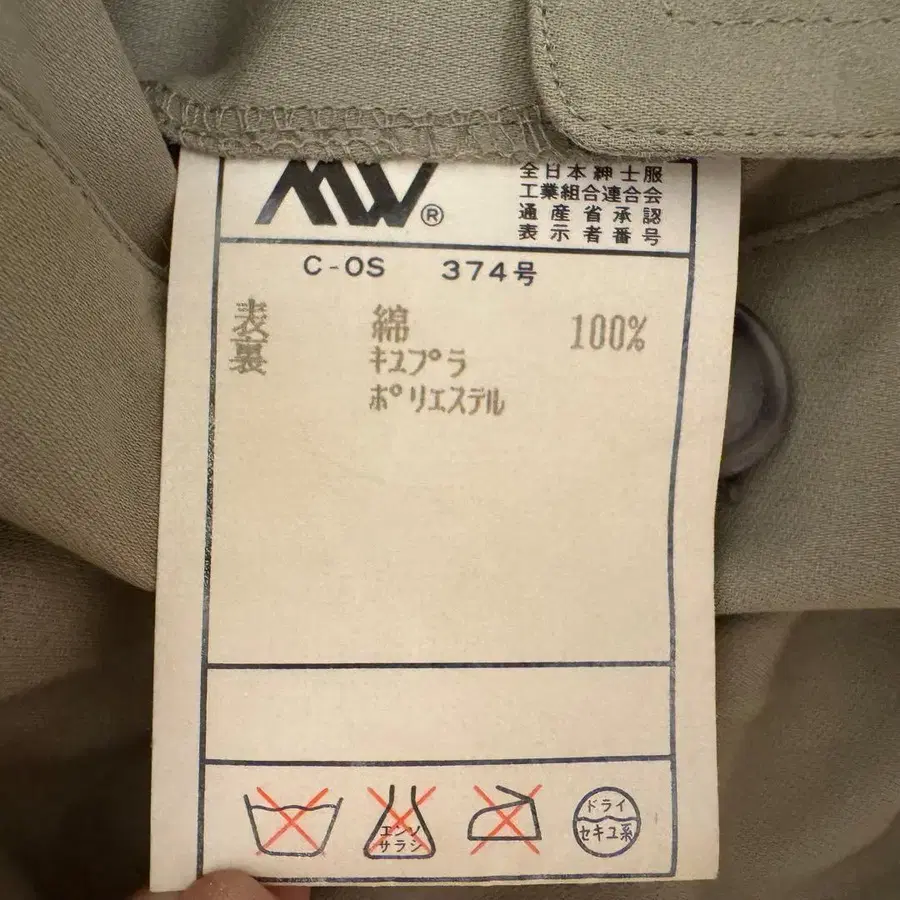 MW®
全日本紳士服
工業組合連合会
通産省承認
表示者番号
C-OS 374号
表 綿 100%
裏 キュプラ
ポリエステル
エンソ
サラシ
ドライ
セキユ系